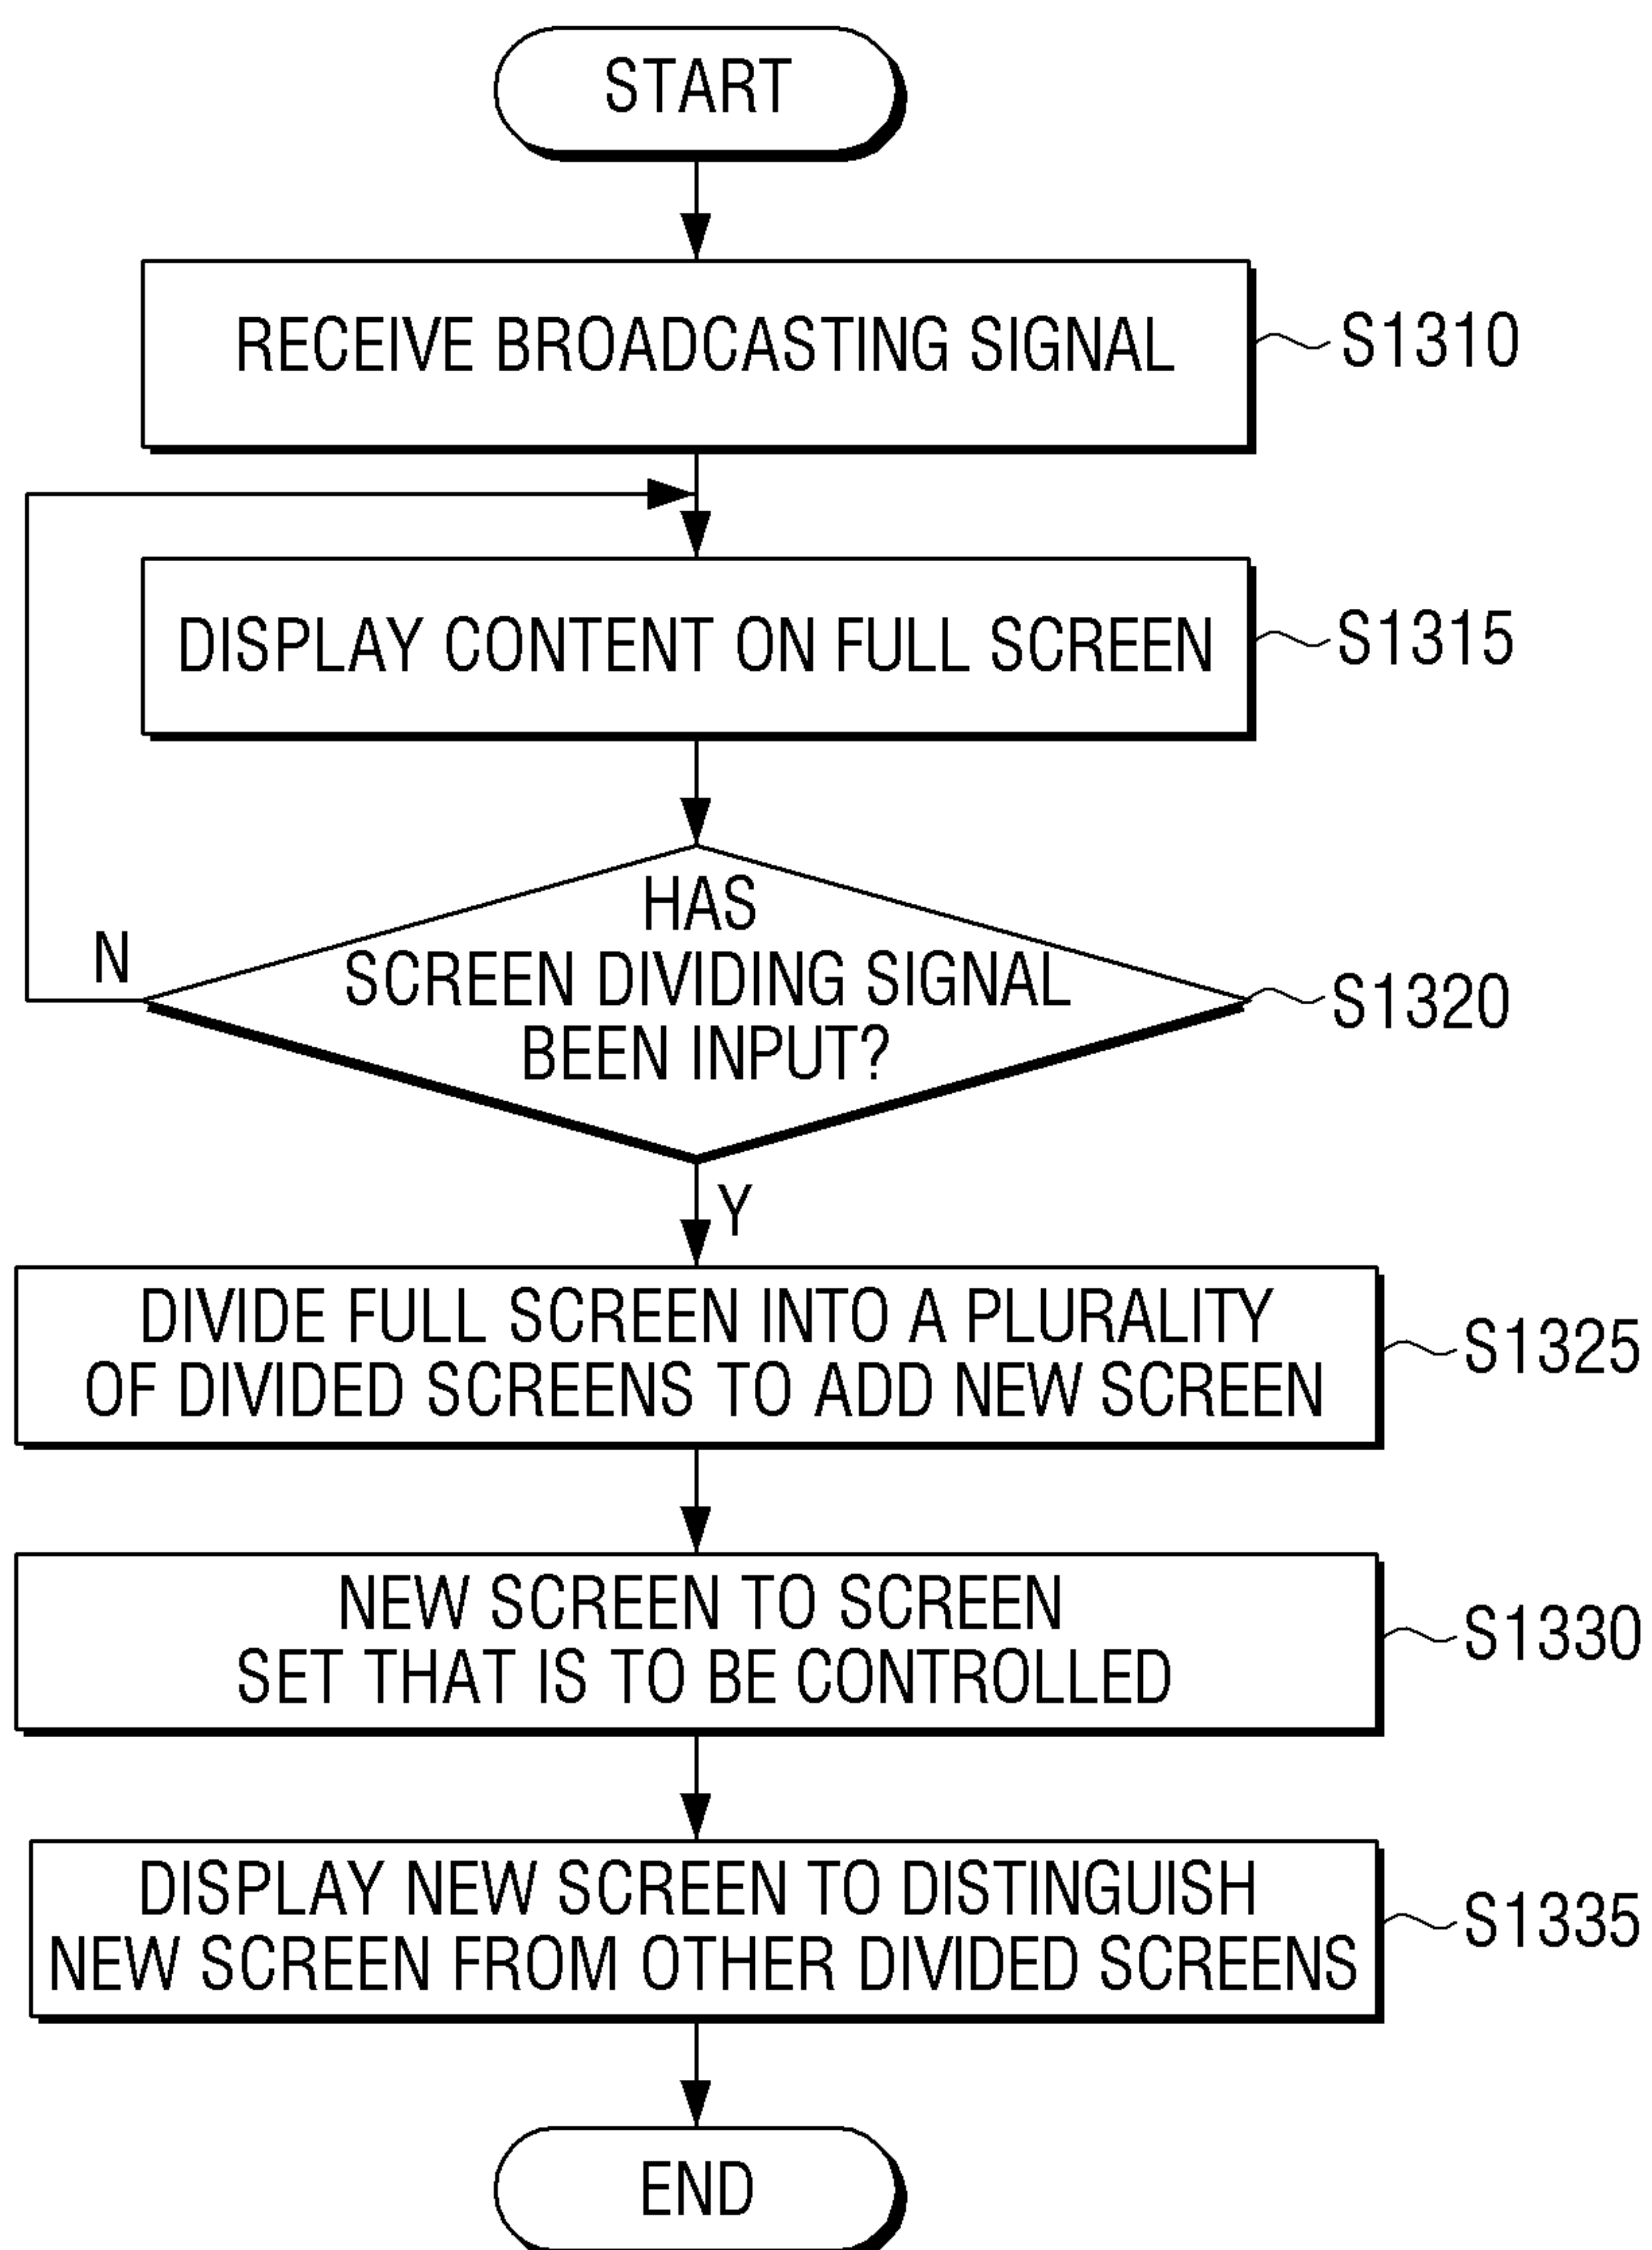 START
RECEIVE BROADCASTING SIGNAL
S1310
DISPLAY CONTENT ON FULL SCREEN
S1315
HAS
SCREEN DIVIDING SIGNAL
BEEN INPUT?
S1320
N
Y
DIVIDE FULL SCREEN INTO A PLURALITY
OF DIVIDED SCREENS TO ADD NEW SCREEN
S1325
NEW SCREEN TO SCREEN
SET THAT IS TO BE CONTROLLED
S1330
DISPLAY NEW SCREEN TO DISTINGUISH
NEW SCREEN FROM OTHER DIVIDED SCREENS
S1335
END